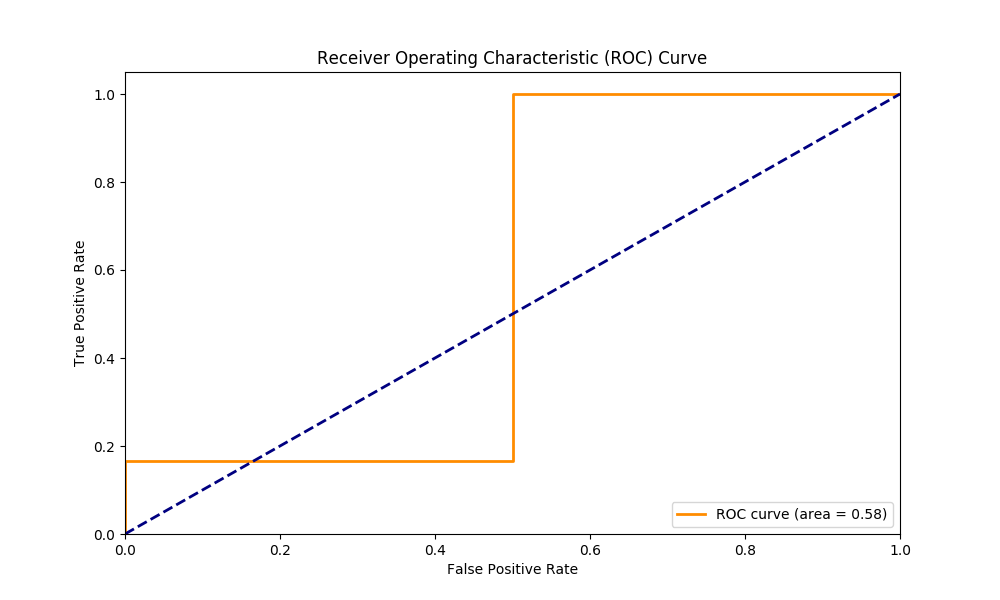 Receiver Operating Characteristic (ROC) Curve
1.0
0.8
0.6
0.4
0.2
0.0
True Positive Rate
ROC curve (area = 0.58)
0.0 0.2 0.4 0.6 0.8 1.0
False Positive Rate